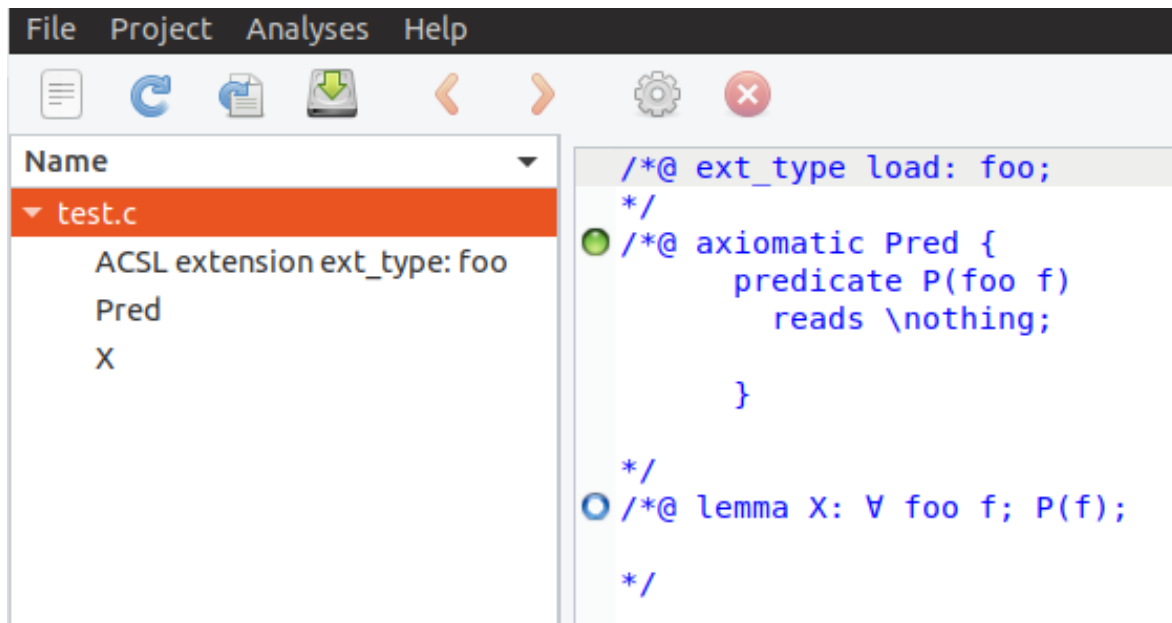 File Project Analyses Help
Name
test.c
ACSL extension ext_type: foo
Pred
X
/*@ ext_type load: foo;
*/
/*@ axiomatic Pred {
predicate P(foo f)
reads \nothing;
}
*/
/*@ lemma X: ∀ foo f; P(f);
*/